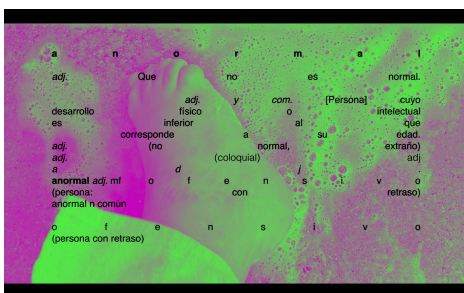 a n o r m a l
adj. Que no es normal.
adj. y com. [Persona] cuyo
desarrollo físico o intelectual
es inferior al que
corresponde a su edad.
adj. (no normal, extraño)
adj. (coloquial) adj
a d j
anormal adj. mf o f e n s i v o
(persona: con retraso)
anormal n común
o f e n s i v o
(persona con retraso)